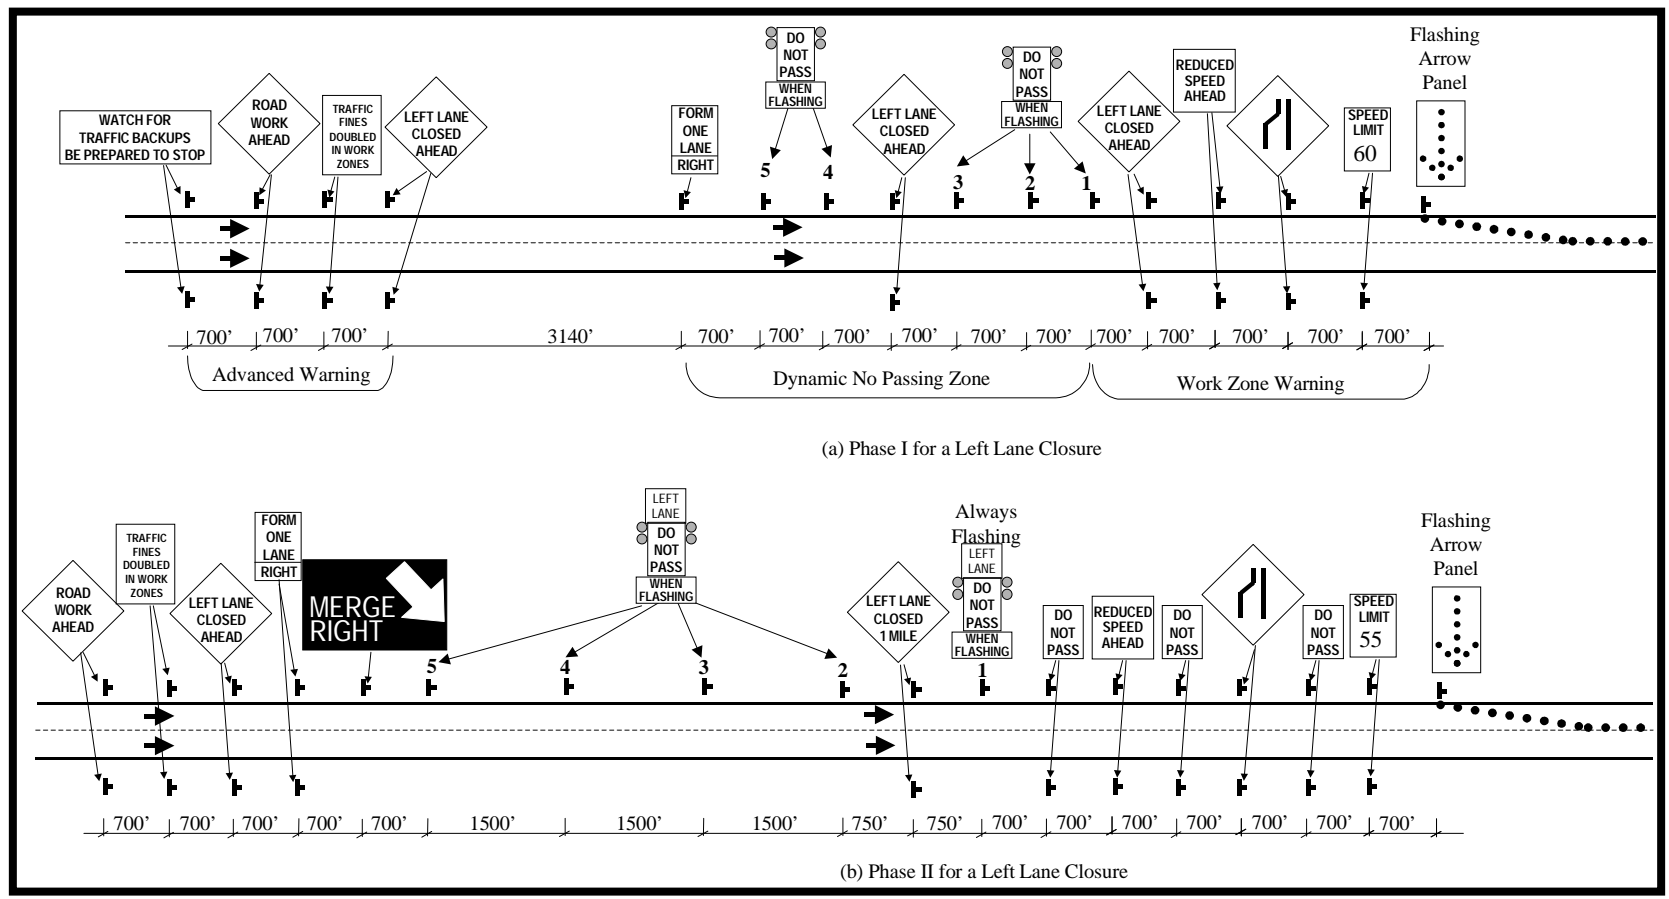 WATCH FOR
TRAFFIC BACKUPS
BE PREPARED TO STOP
ROAD
WORK
AHEAD
TRAFFIC
FINES
DOUBLED
IN WORK
ZONES
LEFT LANE
CLOSED
AHEAD
FORM
ONE
LANE
RIGHT
DO
NOT
PASS
WHEN
FLASHING
5 4
LEFT LANE
CLOSED
AHEAD
DO
NOT
PASS
WHEN
FLASHING
3 2 1
LEFT LANE
CLOSED
AHEAD
REDUCED
SPEED
AHEAD
SPEED
LIMIT
60
Flashing
Arrow
Panel
700' 700' 700' 3140' 700' 700' 700' 700' 700' 700' 700' 700' 700' 700' 700'
Advanced Warning
Dynamic No Passing Zone
Work Zone Warning
(a) Phase I for a Left Lane Closure
ROAD
WORK
AHEAD
TRAFFIC
FINES
DOUBLED
IN WORK
ZONES
LEFT LANE
CLOSED
AHEAD
FORM
ONE
LANE
RIGHT
MERGE
RIGHT
LEFT
LANE
DO
NOT
PASS
WHEN
FLASHING
5 4 3 2
LEFT LANE
CLOSED
1 MILE
Always
Flashing
LEFT
LANE
DO
NOT
PASS
WHEN
FLASHING
1
DO
NOT
PASS
REDUCED
SPEED
AHEAD
DO
NOT
PASS
DO
NOT
PASS
SPEED
LIMIT
55
Flashing
Arrow
Panel
700' 700' 700' 700' 700' 1500' 1500' 1500' 750' 750' 700' 700' 700' 700' 700' 700' 700'
(b) Phase II for a Left Lane Closure